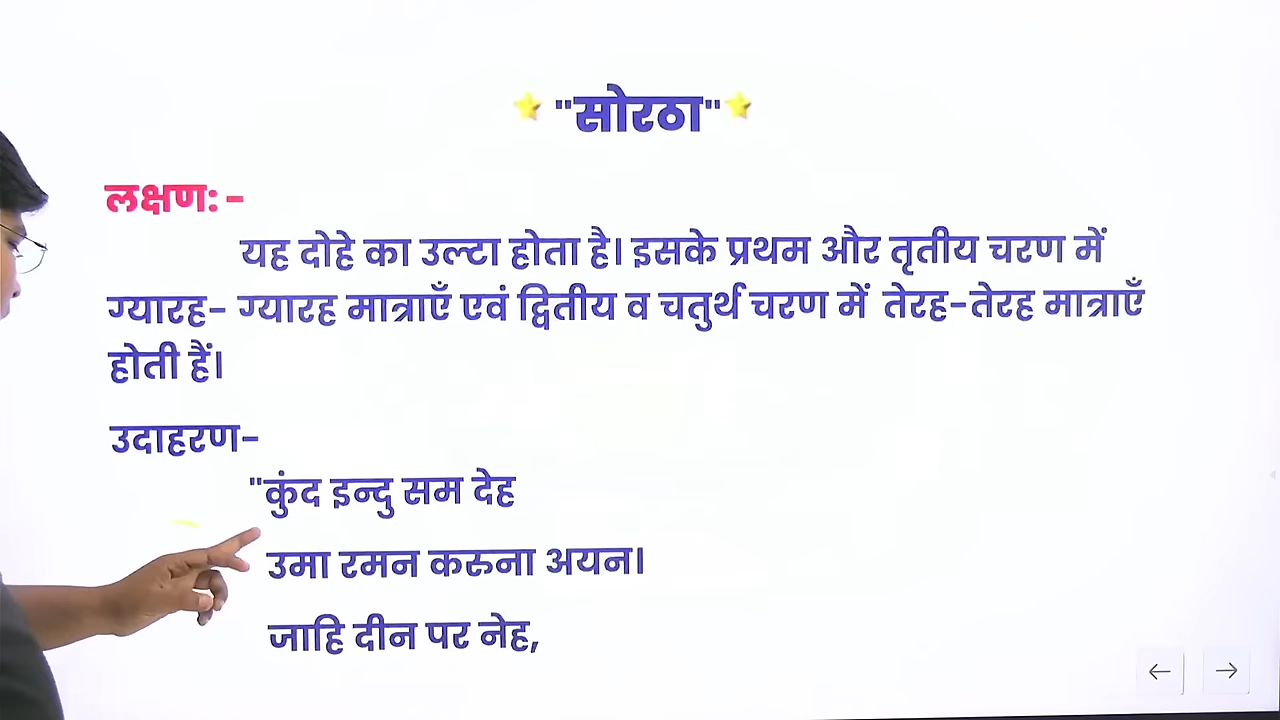 "सोरठा"
लक्षण: -
यह दोहे का उल्टा होता है। इसके प्रथम और तृतीय चरण में
ग्यारह- ग्यारह मात्राएँ एवं द्वितीय व चतुर्थ चरण में तेरह-तेरह मात्राएँ
होती हैं।
उदाहरण-
"कुंद इन्दु सम देह
उमा रमन करुना अयन।
जाहि दीन पर नेह,